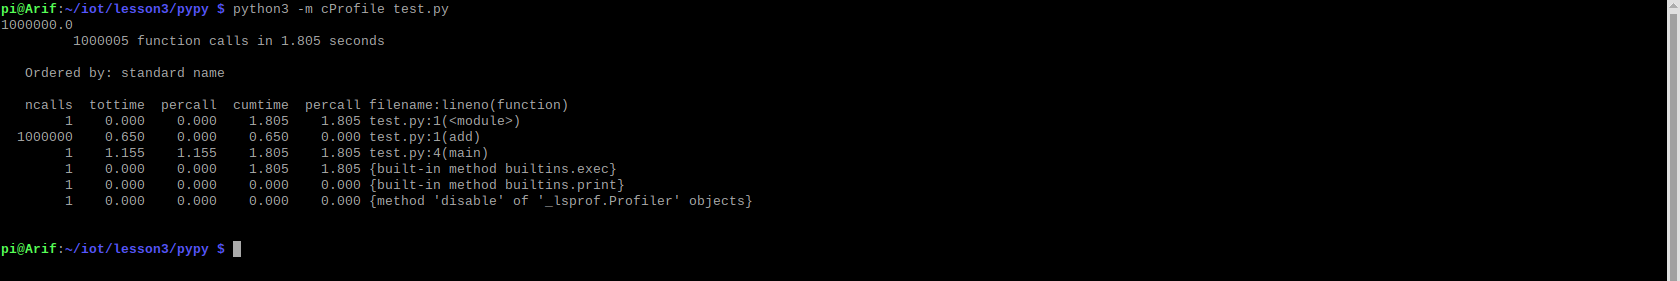 pi@Arif:~/iot/lesson3/pypy $ python3 -m cProfile test.py
1000000.0
         1000005 function calls in 1.805 seconds

   Ordered by: standard name

   ncalls  tottime  percall  cumtime  percall filename:lineno(function)
        1    0.000    0.000    1.805    1.805 test.py:1(<module>)
  1000000    0.650    0.000    0.650    0.000 test.py:1(add)
        1    1.155    1.155    1.805    1.805 test.py:4(main)
        1    0.000    0.000    1.805    1.805 {built-in method builtins.exec}
        1    0.000    0.000    0.000    0.000 {built-in method builtins.print}
        1    0.000    0.000    0.000    0.000 {method 'disable' of '_lsprof.Profiler' objects}

pi@Arif:~/iot/lesson3/pypy $